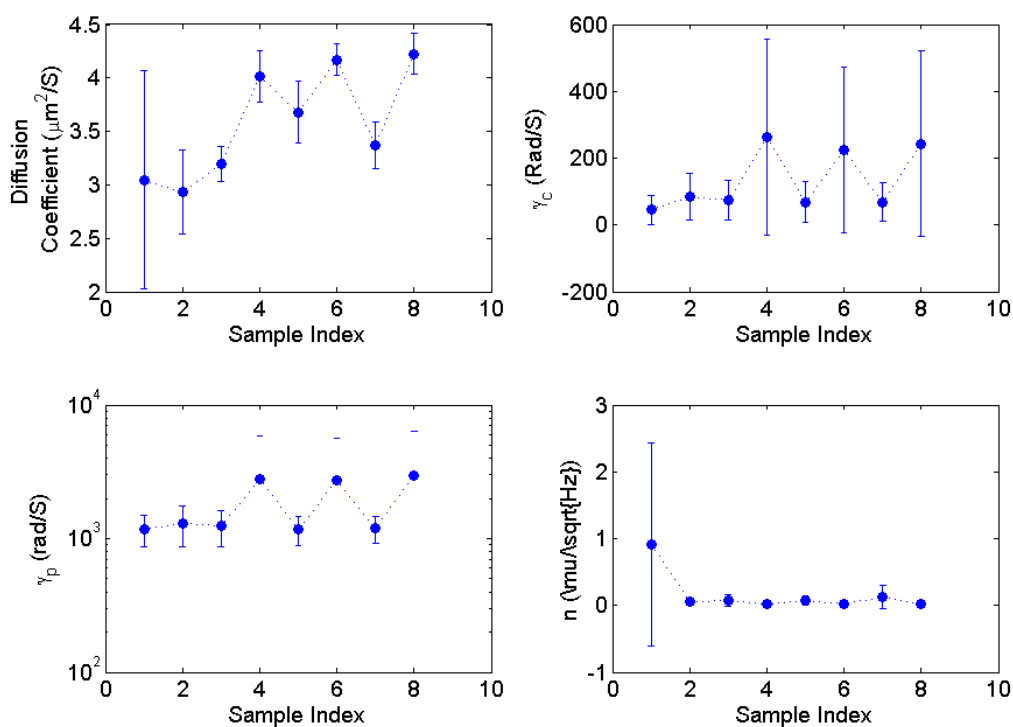 Diffusion
Coefficient (μm²/S)
4.5
4
3.5
3
2.5
2
0 2 4 6 8 10
Sample Index
γc (Rad/S)
600
400
200
0
-200
0 2 4 6 8 10
Sample Index
γp (rad/S)
10⁴
10³
10²
0 2 4 6 8 10
Sample Index
n (\mu/\sqrt{Hz})
3
2
1
0
-1
0 2 4 6 8 10
Sample Index